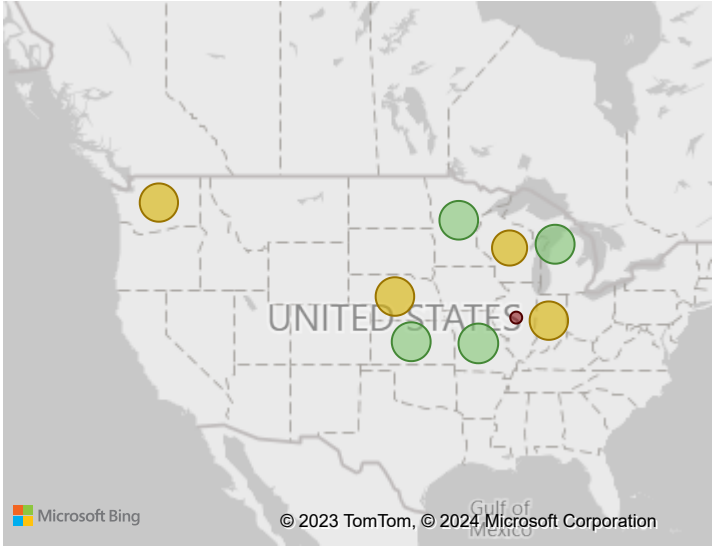 UNITED STATES
Gulf of
Mexico
Microsoft Bing
© 2023 TomTom, © 2024 Microsoft Corporation